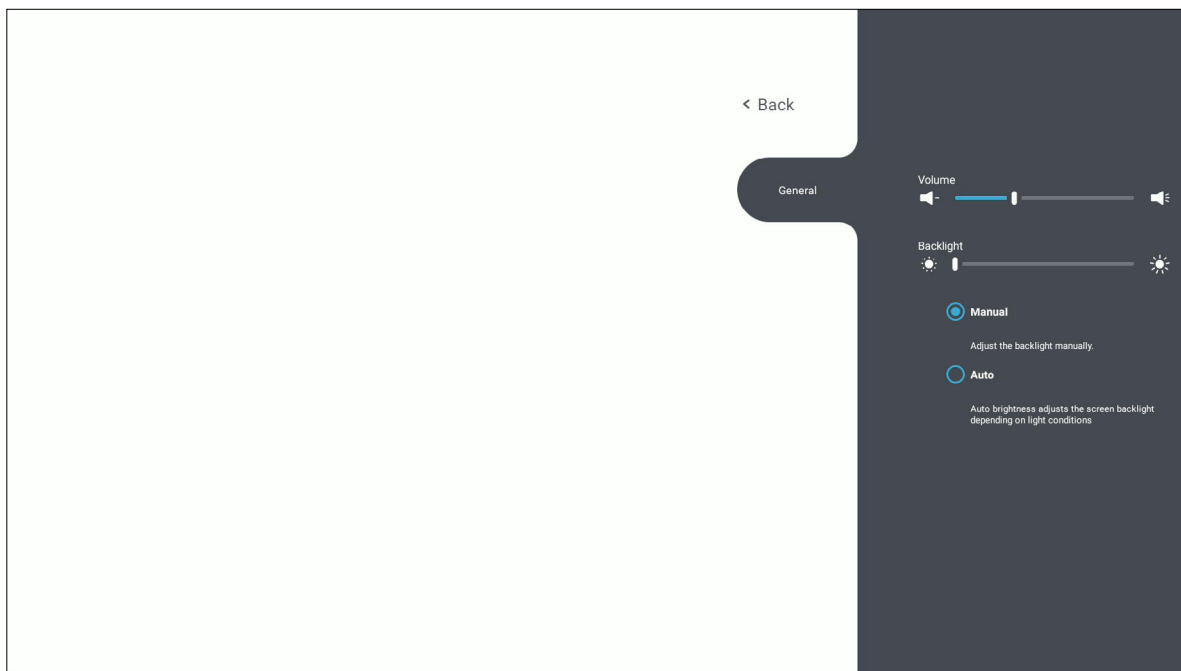 Back
General
Volume
Backlight
Manual
Adjust the backlight manually.
Auto
Auto brightness adjusts the screen backlight
depending on light conditions